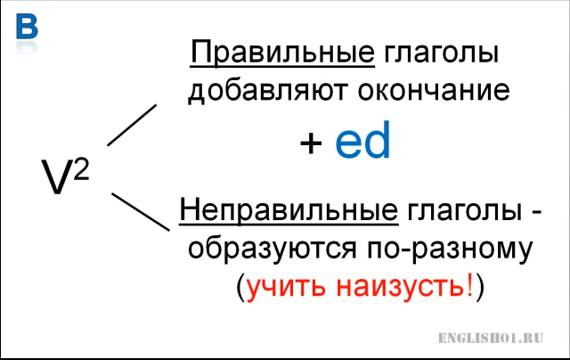 В
Правильные глаголы
добавляют окончание
+ ed
V²
Неправильные глаголы -
образуются по-разному
(учить наизусть!)
ENGLISH01.RU